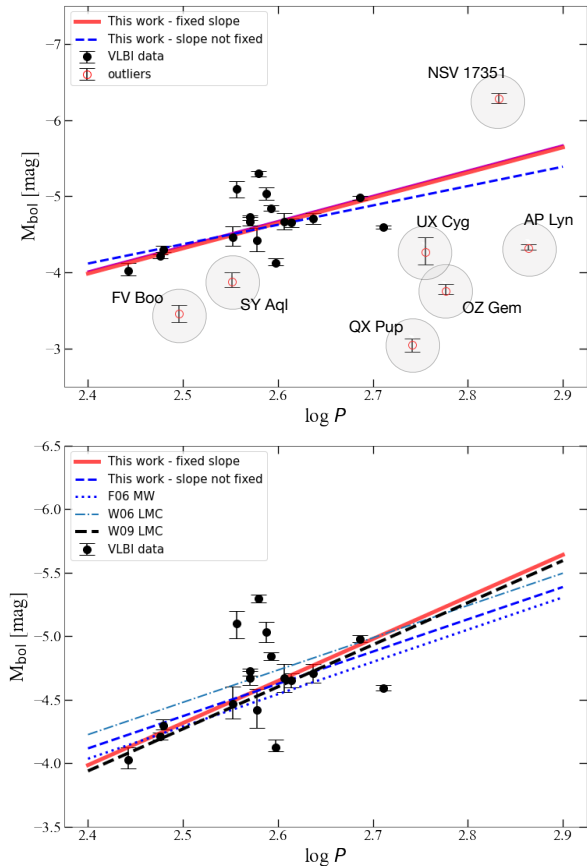 This work - fixed slope
This work - slope not fixed
VLBI data
outliers
NSV 17351
UX Cyg
AP Lyn
FV Boo
SY Aql
OZ Gem
QX Pup
−7
−6
−5
−4
−3
M_bol [mag]
2.4 2.5 2.6 2.7 2.8 2.9
log P
This work - fixed slope
This work - slope not fixed
F06 MW
W06 LMC
W09 LMC
VLBI data
−6.5
−6.0
−5.5
−5.0
−4.5
−4.0
−3.5
M_bol [mag]
2.4 2.5 2.6 2.7 2.8 2.9
log P